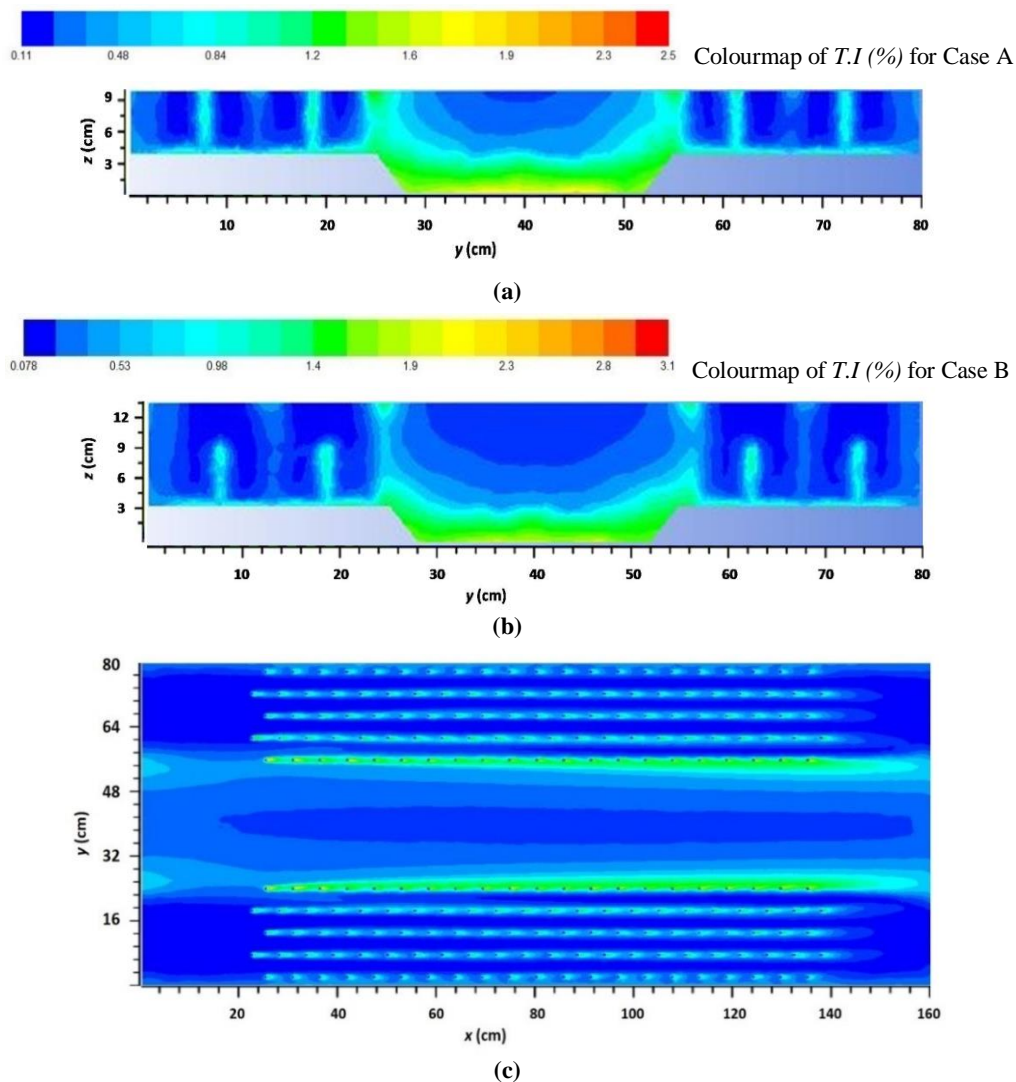 0.11 0.48 0.84 1.2 1.6 1.9 2.3 2.5
Colourmap of T.I (%) for Case A
9
6
3
z (cm)
10 20 30 40 50 60 70 80
y (cm)
(a)
0.078 0.53 0.98 1.4 1.9 2.3 2.8 3.1
Colourmap of T.I (%) for Case B
12
9
6
3
z (cm)
10 20 30 40 50 60 70 80
y (cm)
(b)
80
64
48
32
16
y (cm)
20 40 60 80 100 120 140 160
x (cm)
(c)